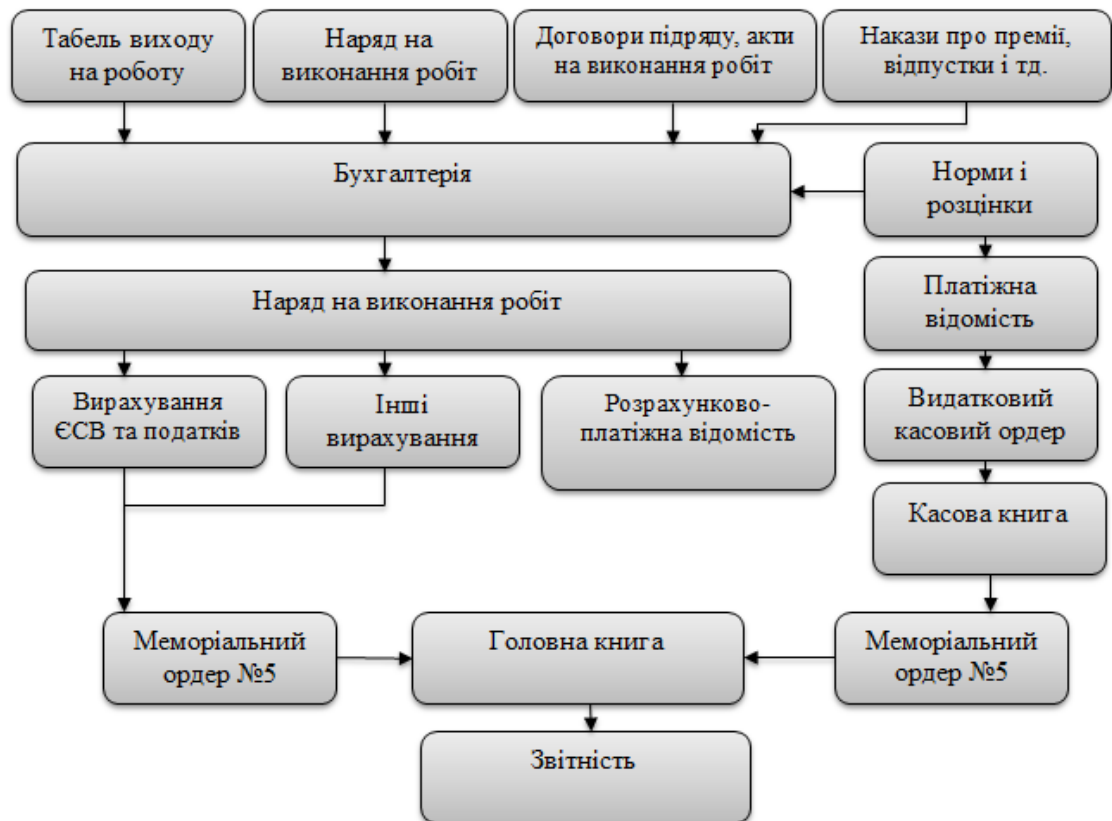 Табель виходу
на роботу
Наряд на
виконання робіт
Договори підряду, акти
на виконання робіт
Накази про премії,
відпустки і тд.
Бухгалтерія
Норми і
розцінки
Наряд на виконання робіт
Платіжна
відомість
Вирахування
ЄСВ та податків
Інші
вирахування
Розрахунково-
платіжна відомість
Видатковий
касовий ордер
Касова книга
Меморіальний
ордер №5
Головна книга
Меморіальний
ордер №5
Звітність